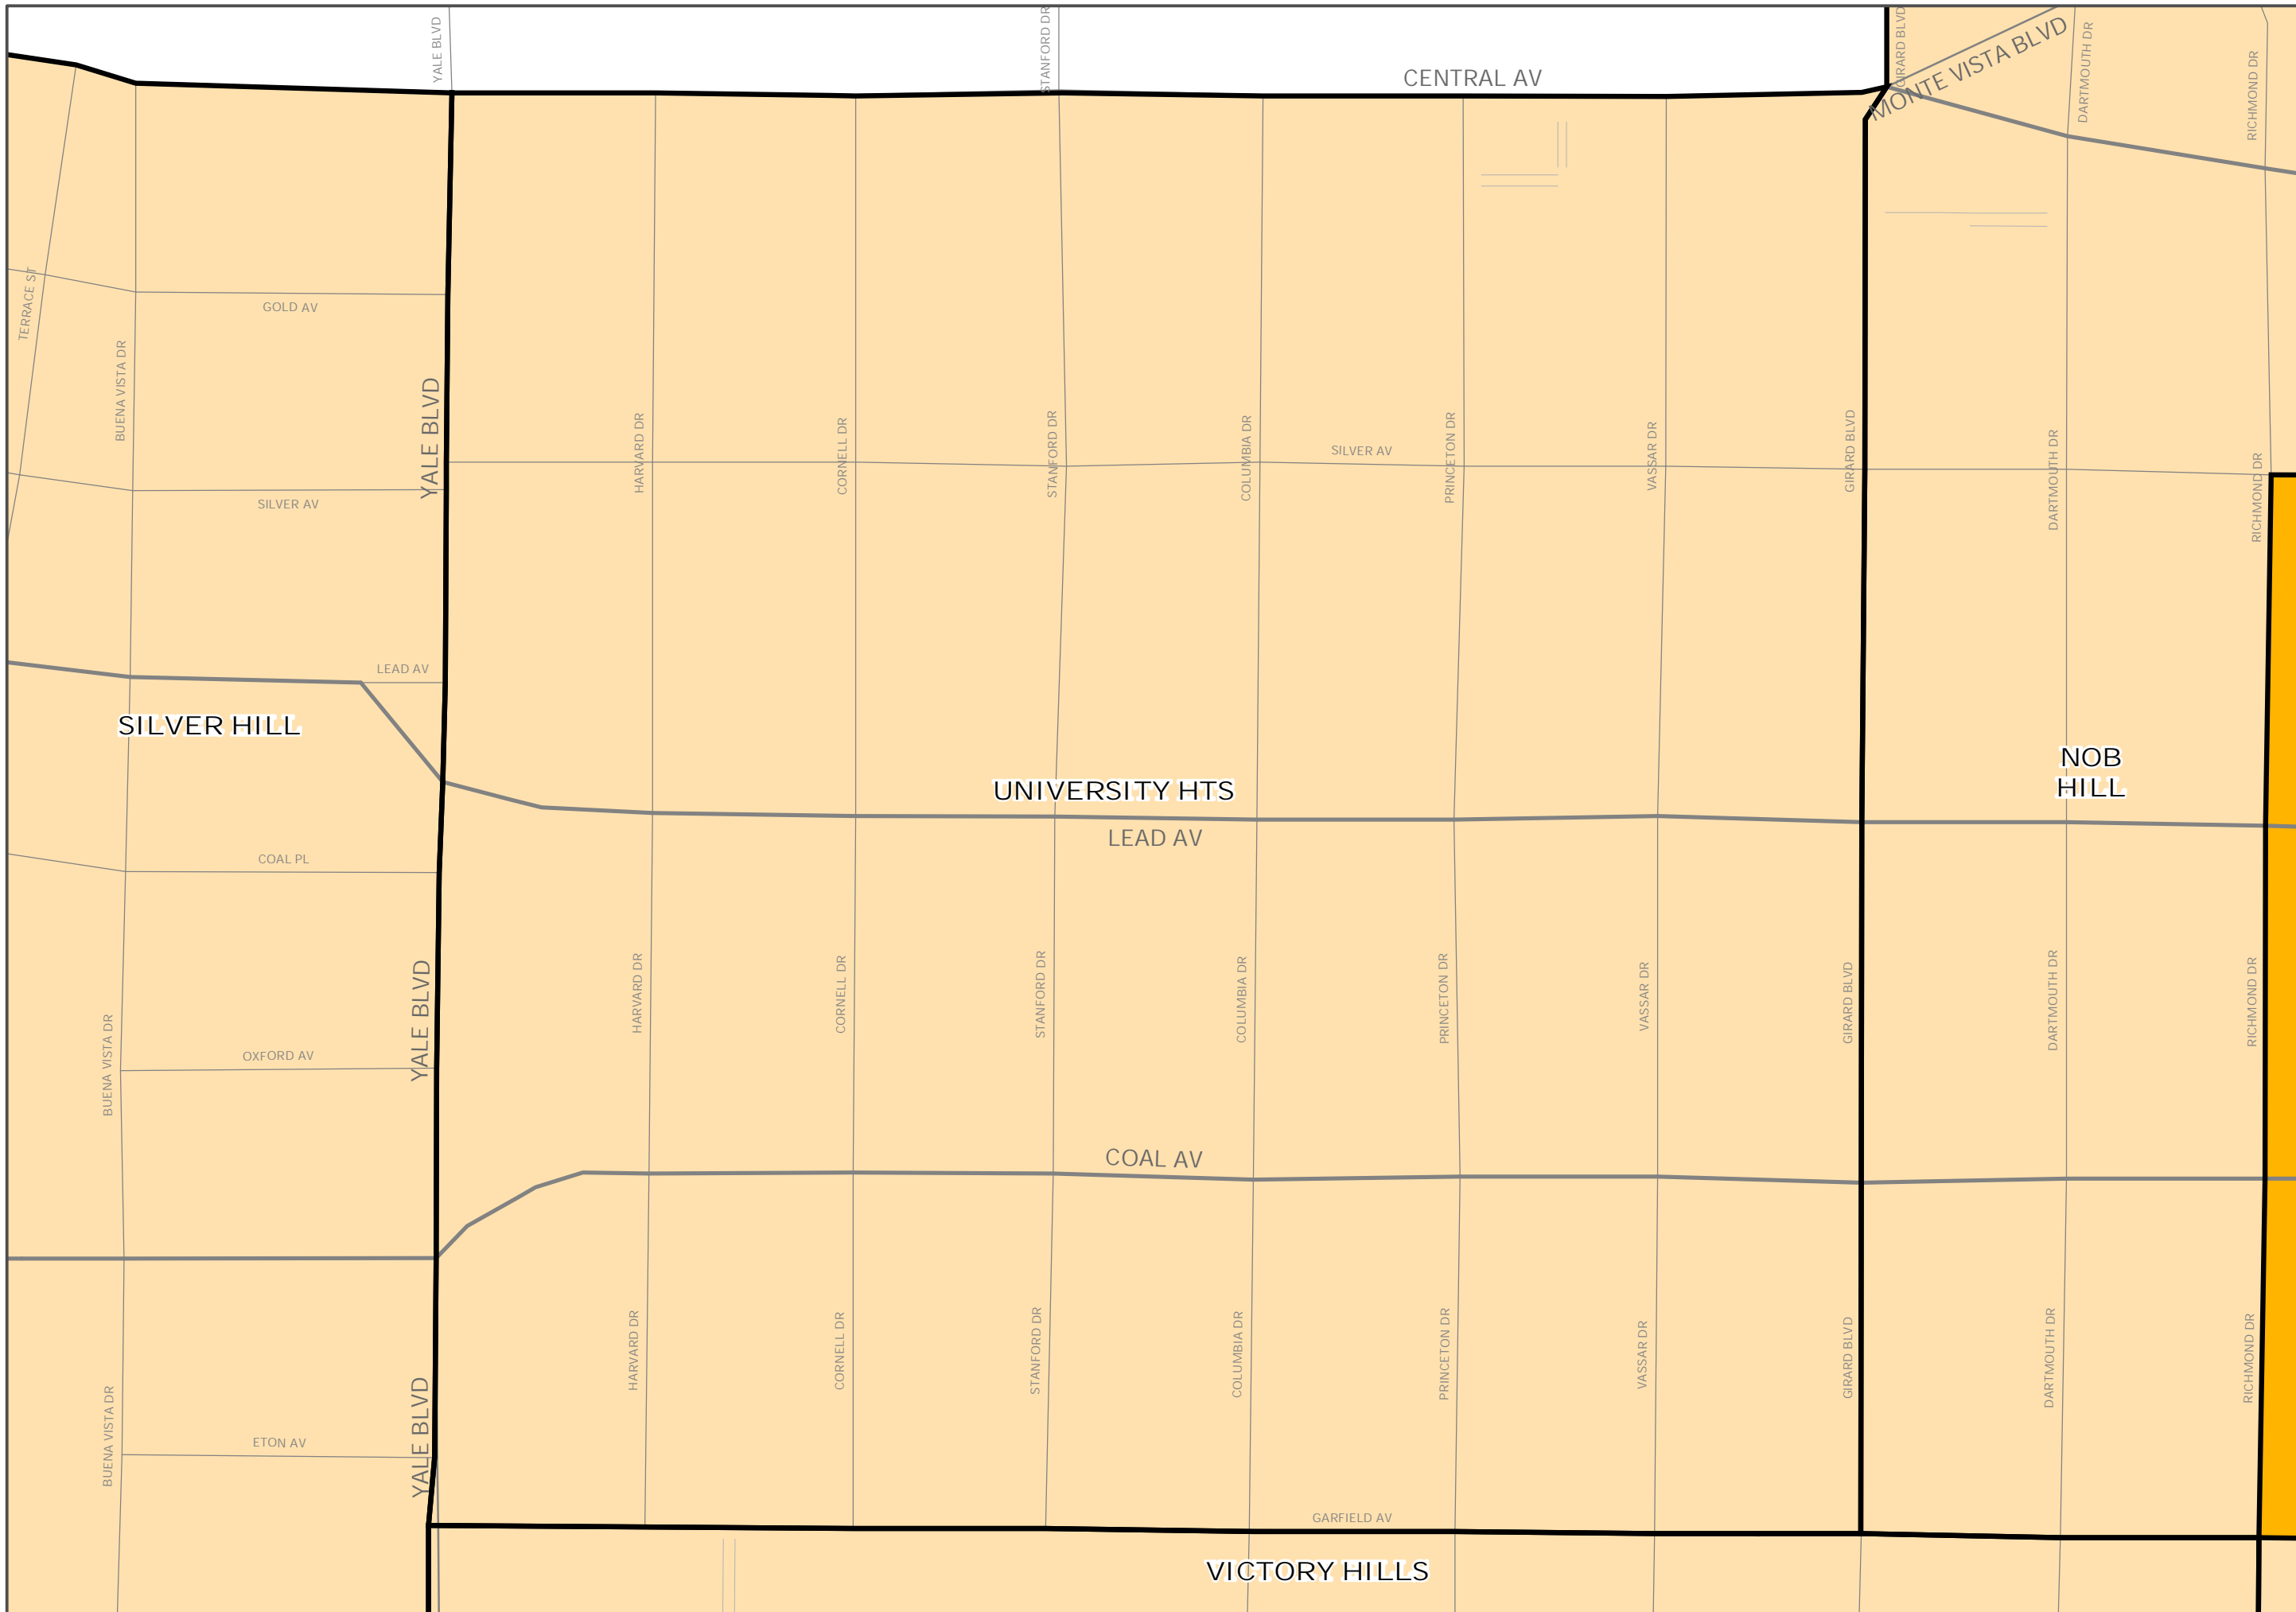 YALE BLVD
STANFORD DR
GIRARD BLVD
MONTE VISTA BLVD
DARTMOUTH DR
RICHMOND DR
CENTRAL AV
TERRACE ST
GOLD AV
BUENA VISTA DR
YALE BLVD
HARVARD DR
CORNELL DR
STANFORD DR
COLUMBIA DR
SILVER AV
PRINCETON DR
VASSAR DR
GIRARD BLVD
DARTMOUTH DR
RICHMOND DR
SILVER AV
LEAD AV
SILVER HILL
NOB
HILL
UNIVERSITY HTS
LEAD AV
COAL PL
YALE BLVD
HARVARD DR
CORNELL DR
STANFORD DR
COLUMBIA DR
PRINCETON DR
VASSAR DR
GIRARD BLVD
DARTMOUTH DR
RICHMOND DR
OXFORD AV
BUENA VISTA DR
COAL AV
YALE BLVD
HARVARD DR
CORNELL DR
STANFORD DR
COLUMBIA DR
PRINCETON DR
VASSAR DR
GIRARD BLVD
DARTMOUTH DR
RICHMOND DR
BUENA VISTA DR
ETON AV
GARFIELD AV
VICTORY HILLS